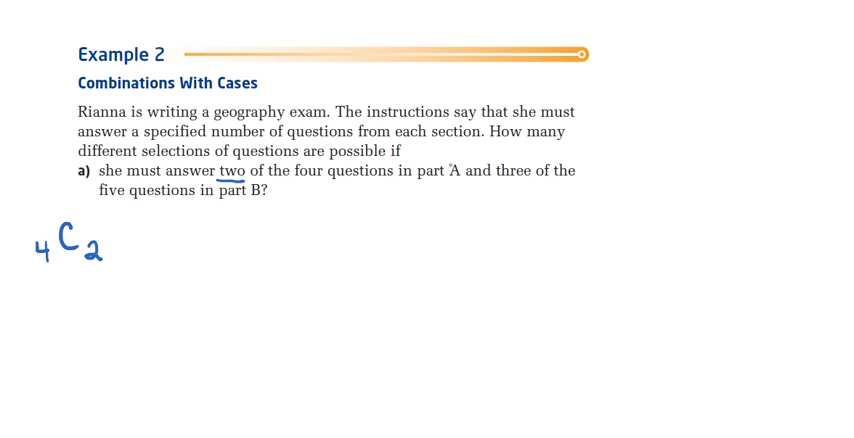 Example 2
Combinations With Cases
Rianna is writing a geography exam. The instructions say that she must
answer a specified number of questions from each section. How many
different selections of questions are possible if
a) she must answer two of the four questions in part A and three of the
five questions in part B?
4C2